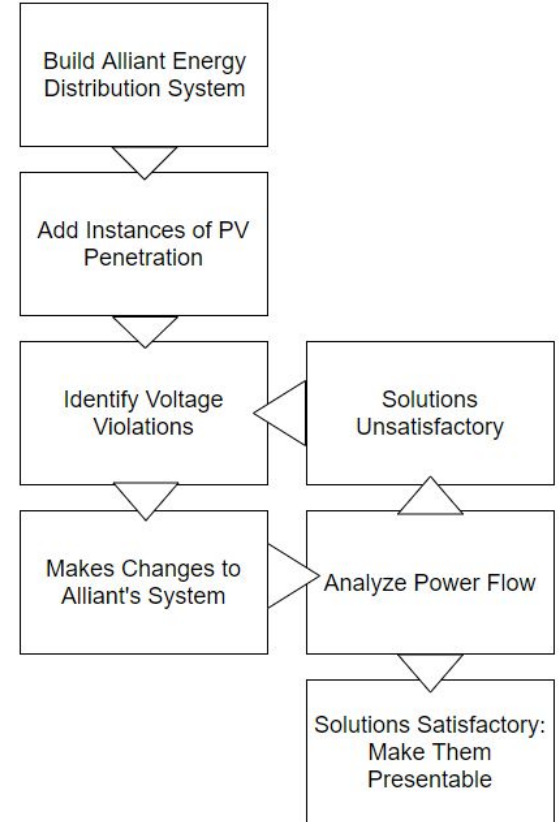 Build Alliant Energy
Distribution System
Add Instances of PV
Penetration
Identify Voltage
Violations
Solutions
Unsatisfactory
Makes Changes to
Alliant's System
Analyze Power Flow
Solutions Satisfactory:
Make Them
Presentable